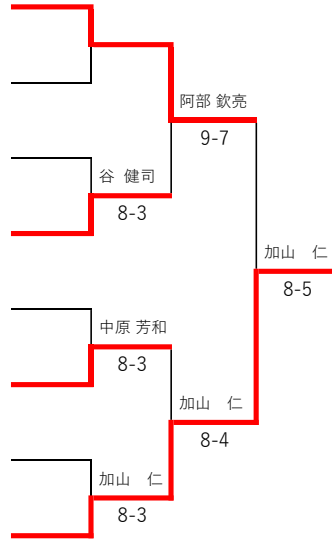 阿部 欽亮
9-7
谷 健司
8-3
加山 仁
8-5
中原 芳和
8-3
加山 仁
8-4
加山 仁
8-3